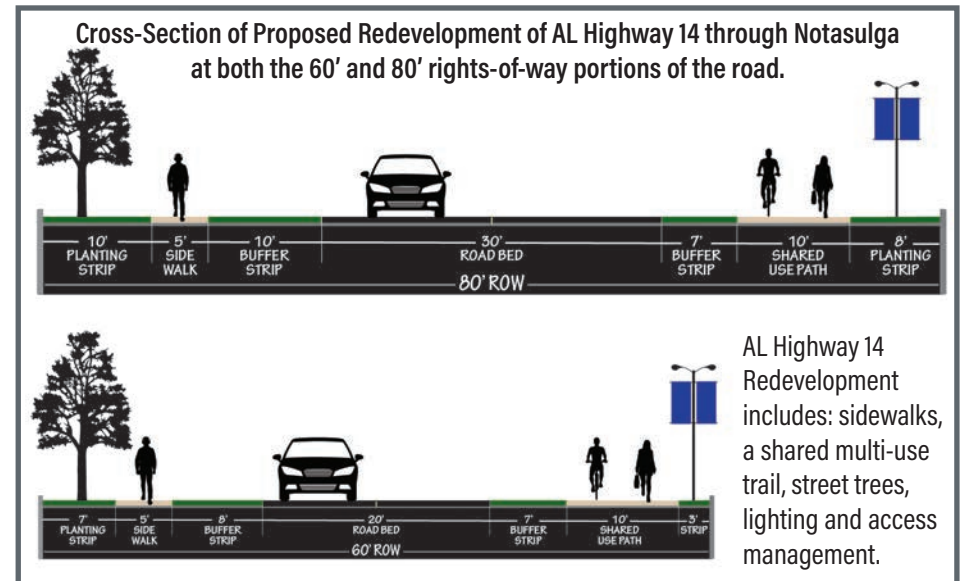 Cross-Section of Proposed Redevelopment of AL Highway 14 through Notasulga
at both the 60' and 80' rights-of-way portions of the road.
10' 5' 10' 30' 7' 10' 8'
PLANTING SIDE BUFFER ROAD BED BUFFER SHARED PLANTING
STRIP WALK STRIP STRIP USE PATH STRIP
80' ROW
AL Highway 14
Redevelopment
includes: sidewalks,
a shared multi-use
trail, street trees,
lighting and access
management.
7' 5' 8' 20' 7' 10' 3'
PLANTING SIDE BUFFER ROAD BED BUFFER SHARED STRIP
STRIP WALK STRIP STRIP USE PATH
60' ROW